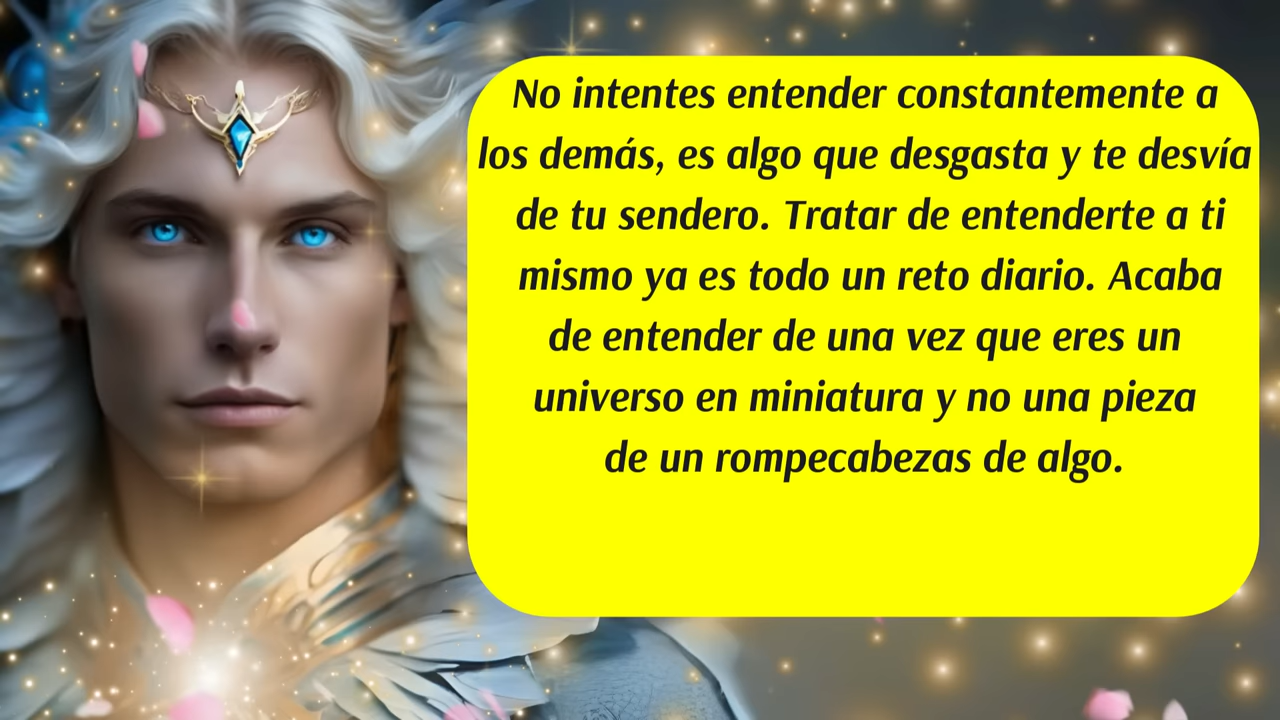 No intentes entender constantemente a
los demás, es algo que desgasta y te desvía
de tu sendero. Tratar de entenderte a ti
mismo ya es todo un reto diario. Acaba
de entender de una vez que eres un
universo en miniatura y no una pieza
de un rompecabezas de algo.